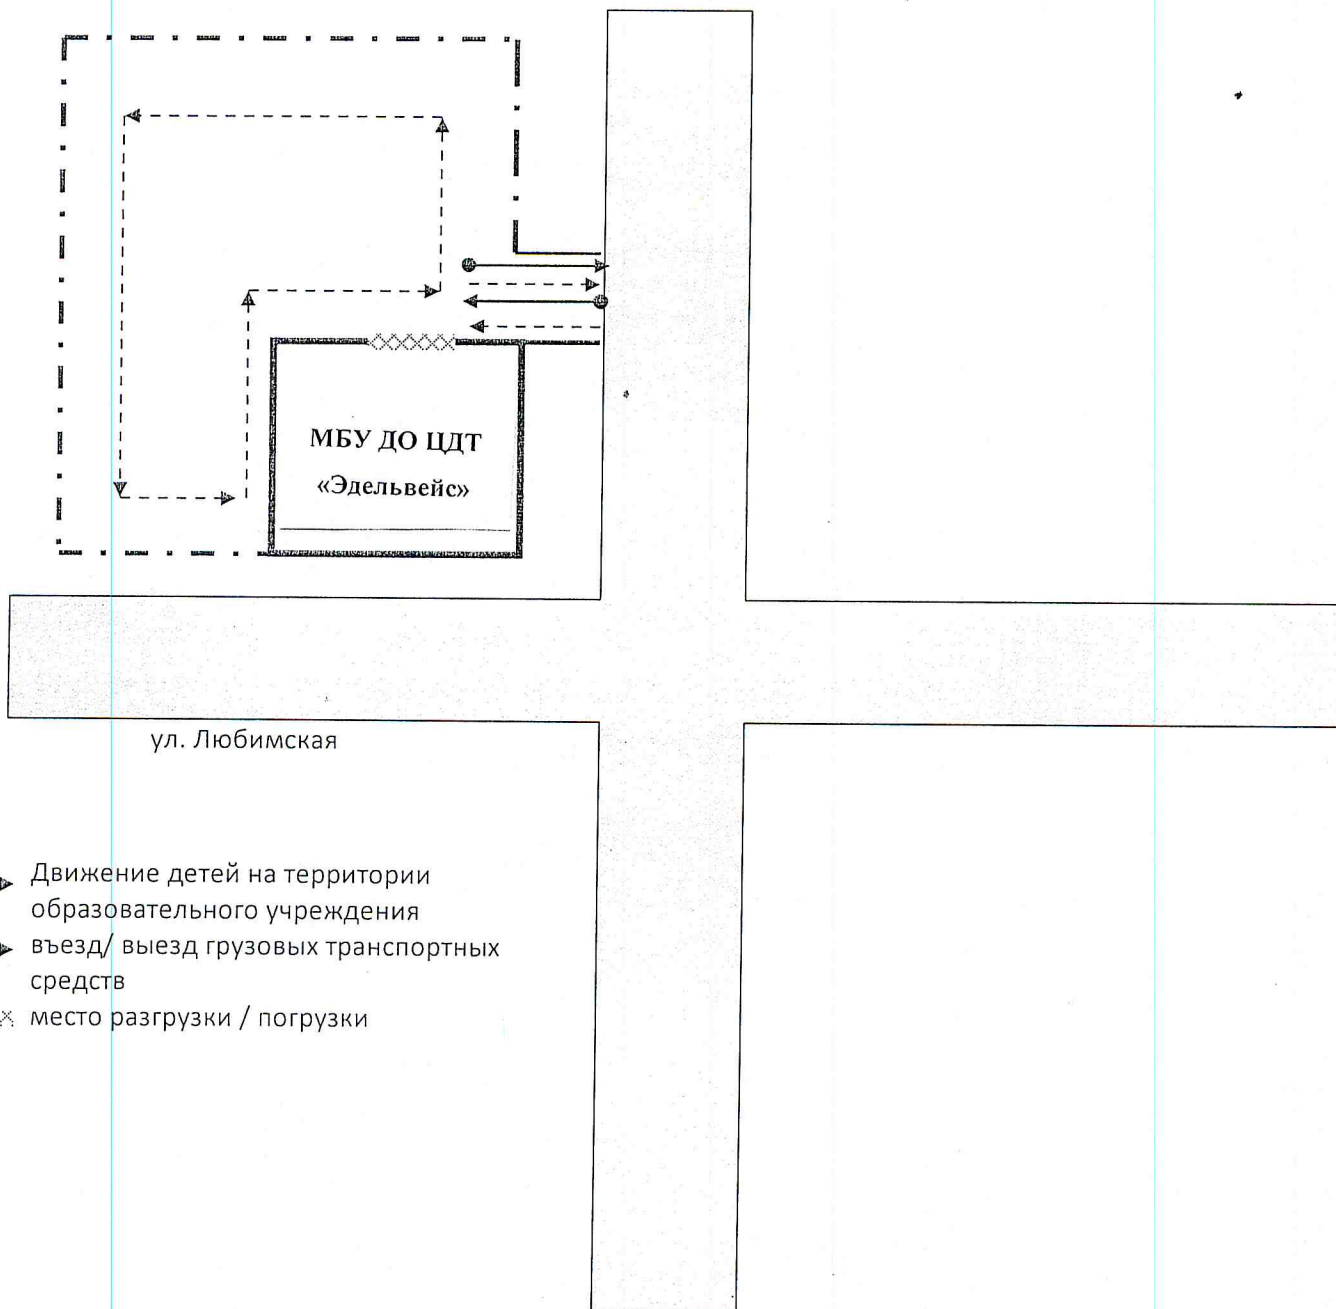 МБУ ДО ЦДТ
«Эдельвейс»
ул. Любимская
Движение детей на территории
образовательного учреждения
въезд/ выезд грузовых транспортных
средств
место разгрузки / погрузки